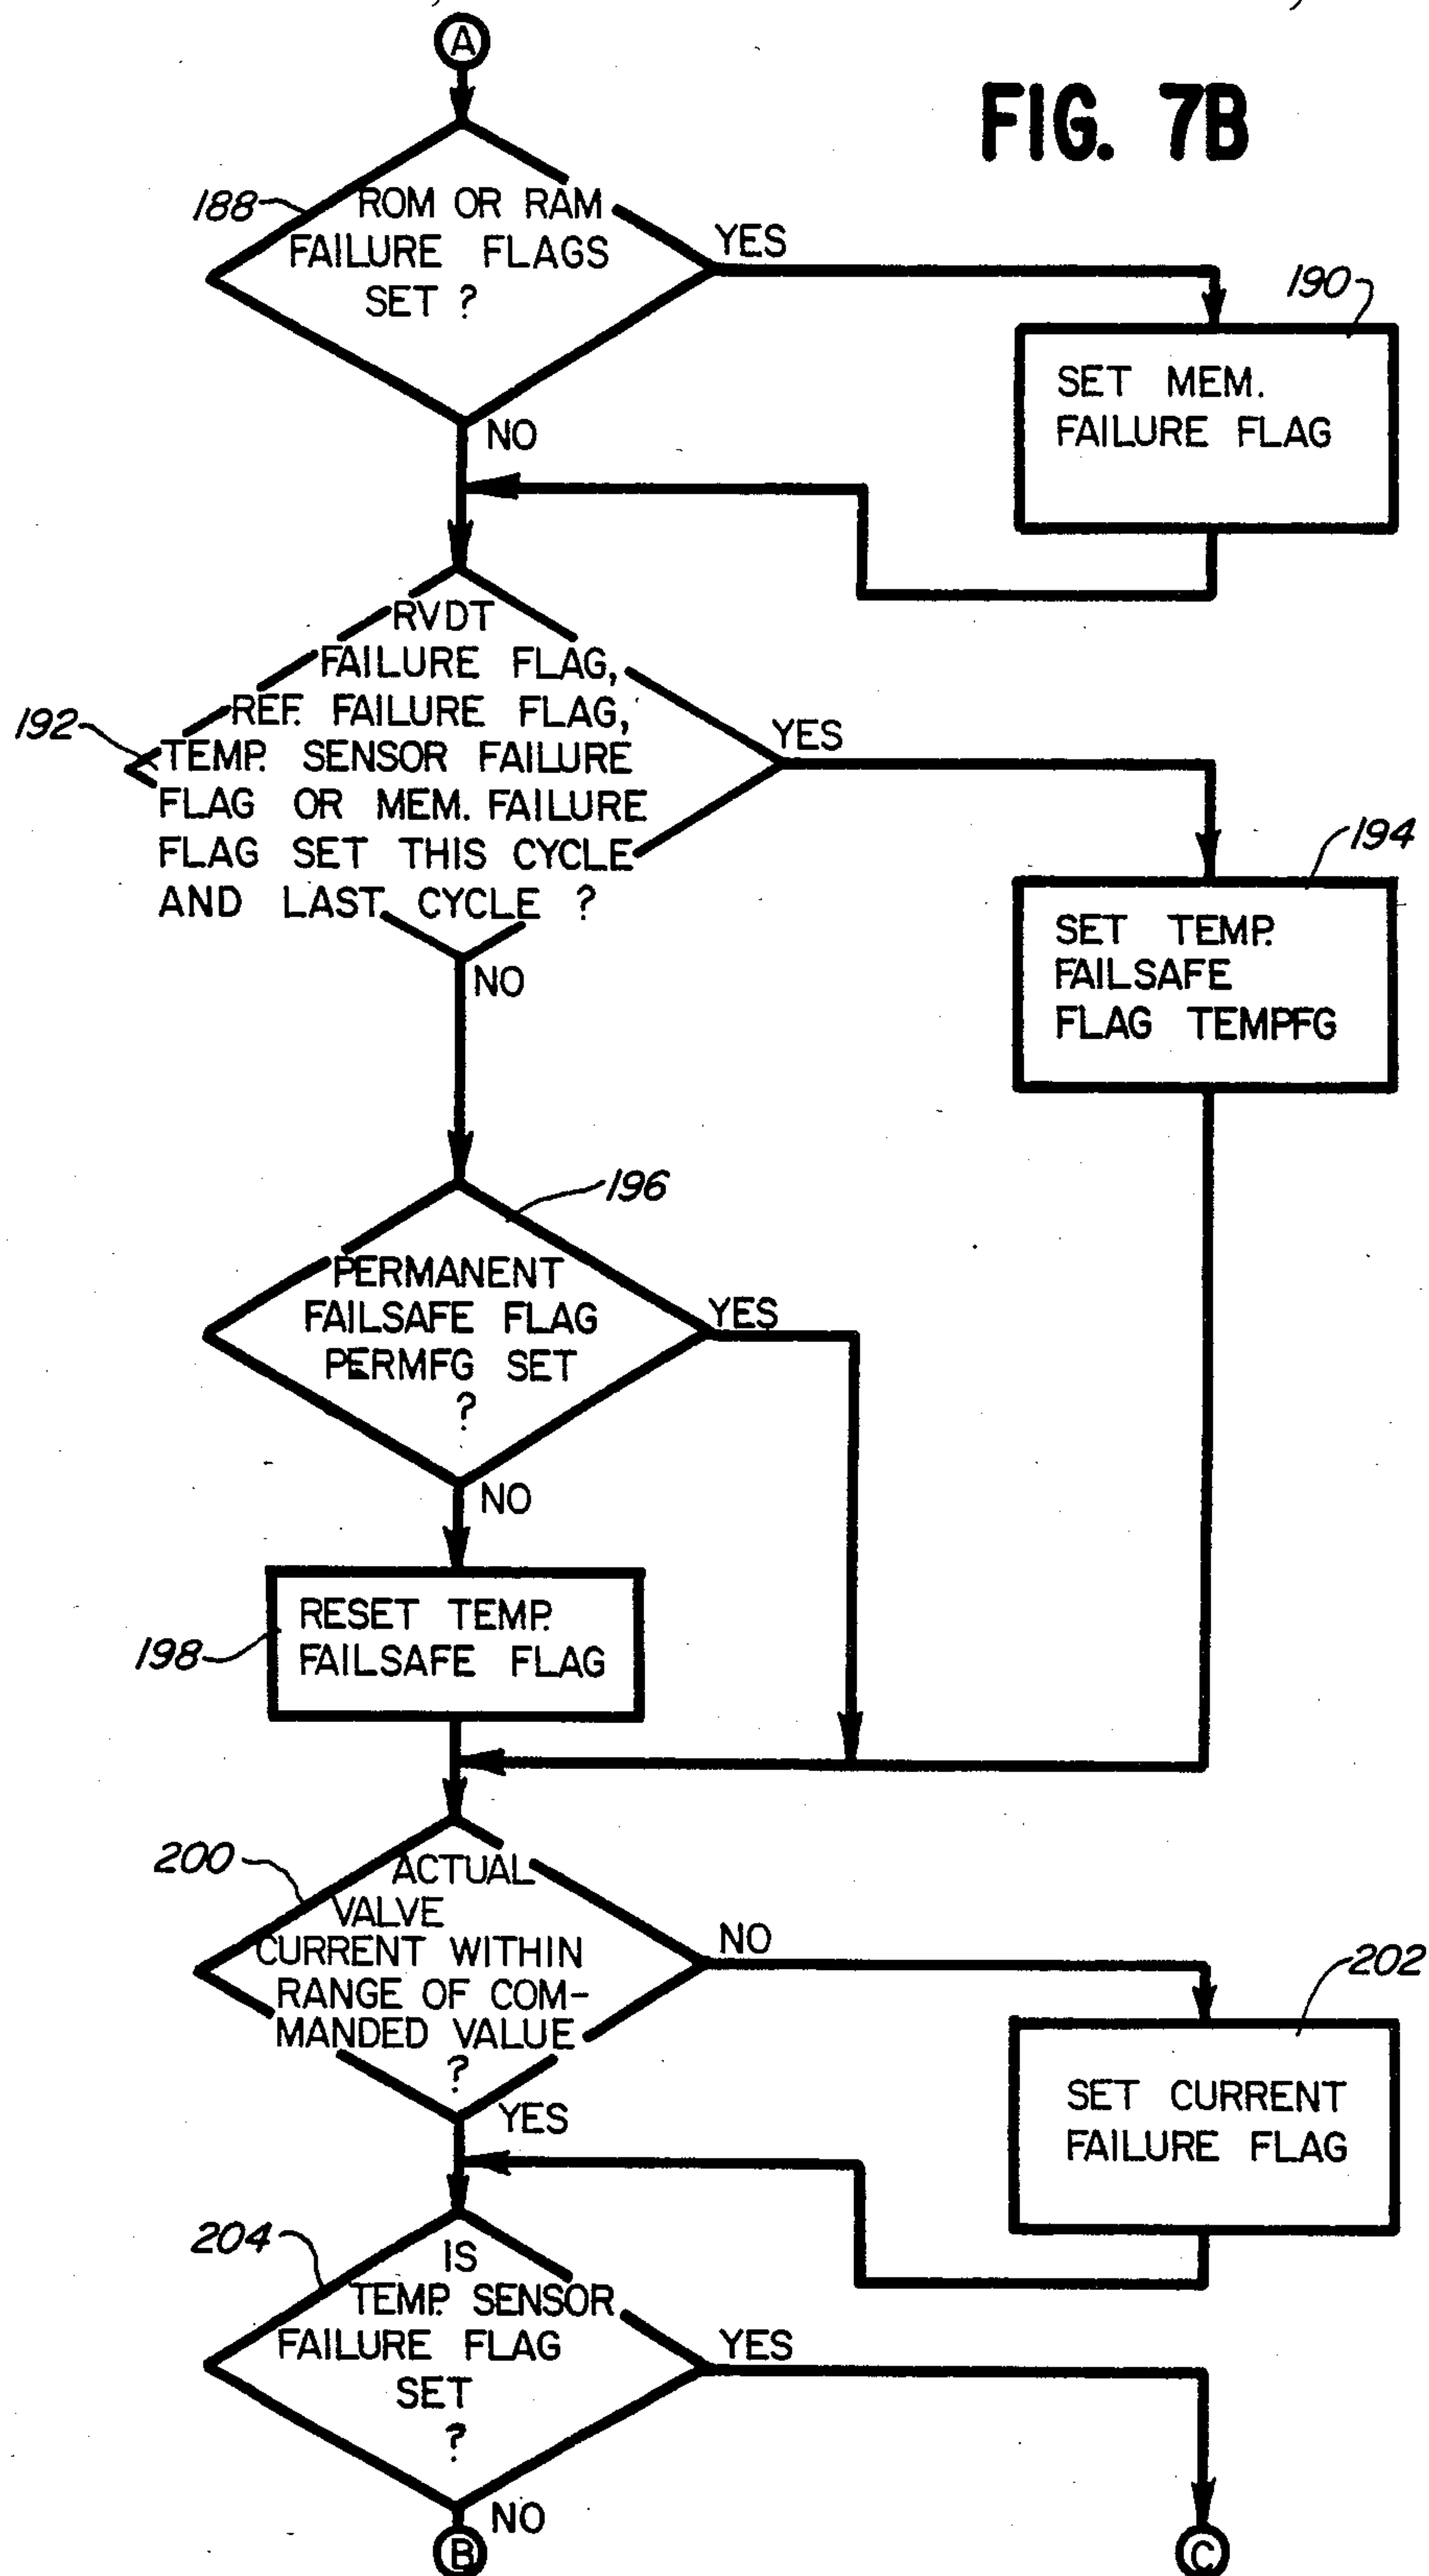 A
FIG. 7B
188
ROM OR RAM
FAILURE FLAGS
SET ?
YES
NO
190
SET MEM.
FAILURE FLAG
192
RVDT
FAILURE FLAG,
REF. FAILURE FLAG,
TEMP. SENSOR FAILURE
FLAG OR MEM. FAILURE
FLAG SET THIS CYCLE
AND LAST CYCLE ?
YES
NO
194
SET TEMP.
FAILSAFE
FLAG TEMPFG
196
PERMANENT
FAILSAFE FLAG
PERMFG SET
?
YES
NO
198
RESET TEMP.
FAILSAFE FLAG
200
ACTUAL
VALVE
CURRENT WITHIN
RANGE OF COM-
MANDED VALUE
?
NO
YES
202
SET CURRENT
FAILURE FLAG
204
IS
TEMP. SENSOR
FAILURE FLAG
SET
?
YES
NO
B
C